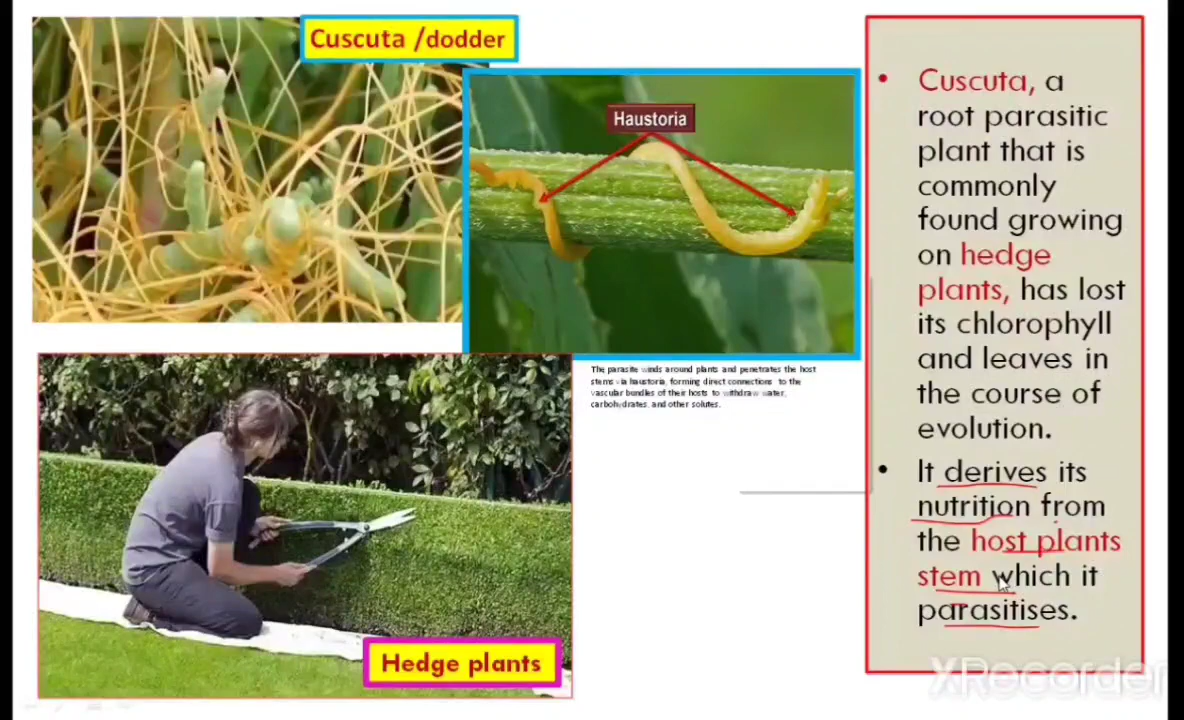 Cuscuta /dodder
Haustoria
The parasite winds around plants and penetrates the host
stems via haustoria, forming direct connections to the
vascular bundles of their hosts to withdraw water,
carbohydrates, and other solutes.
Hedge plants
• Cuscuta, a
root parasitic
plant that is
commonly
found growing
on hedge
plants, has lost
its chlorophyll
and leaves in
the course of
evolution.
• It derives its
nutrition from
the host plants
stem which it
parasitises.
XRecorder